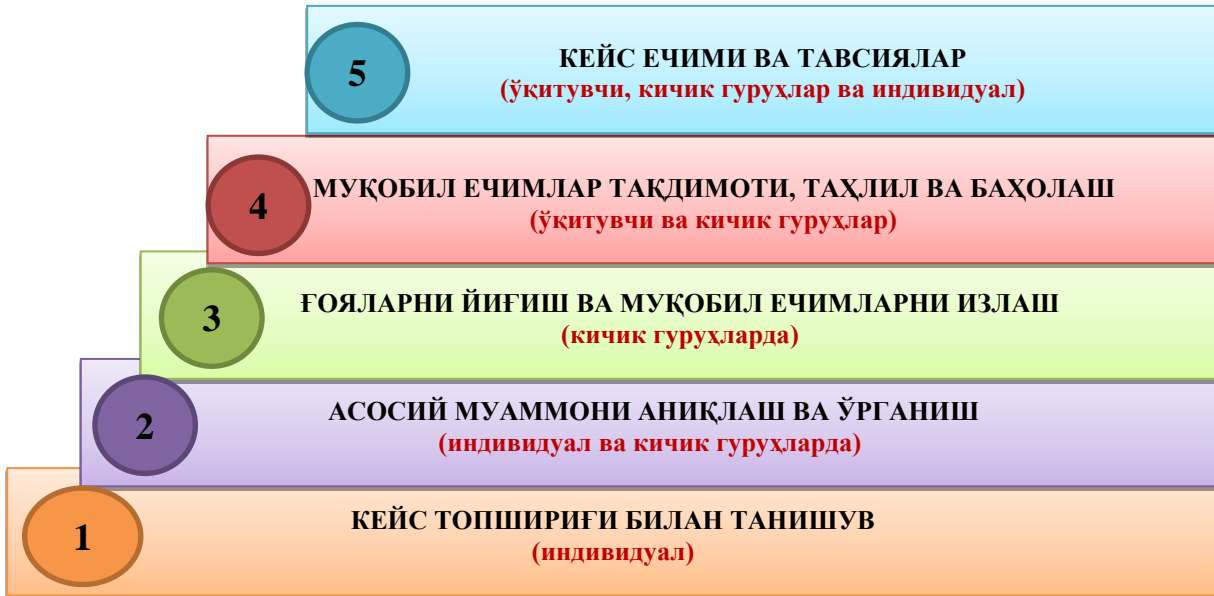 5
КЕЙС ЕЧИМИ ВА ТАВСИЯЛАР
(ўқитувчи, кичик гуруҳлар ва индивидуал)
4
МУҚОБИЛ ЕЧИМЛАР ТАҚДИМОТИ, ТАҲЛИЛ ВА БАҲОЛАШ
(ўқитувчи ва кичик гуруҳлар)
3
ҒОЯЛАРНИ ЙИҒИШ ВА МУҚОБИЛ ЕЧИМЛАРНИ ИЗЛАШ
(кичик гуруҳларда)
2
АСОСИЙ МУАММОНИ АНИҚЛАШ ВА ЎРГАНИШ
(индивидуал ва кичик гуруҳларда)
1
КЕЙС ТОПШИРИҒИ БИЛАН ТАНИШУВ
(индивидуал)